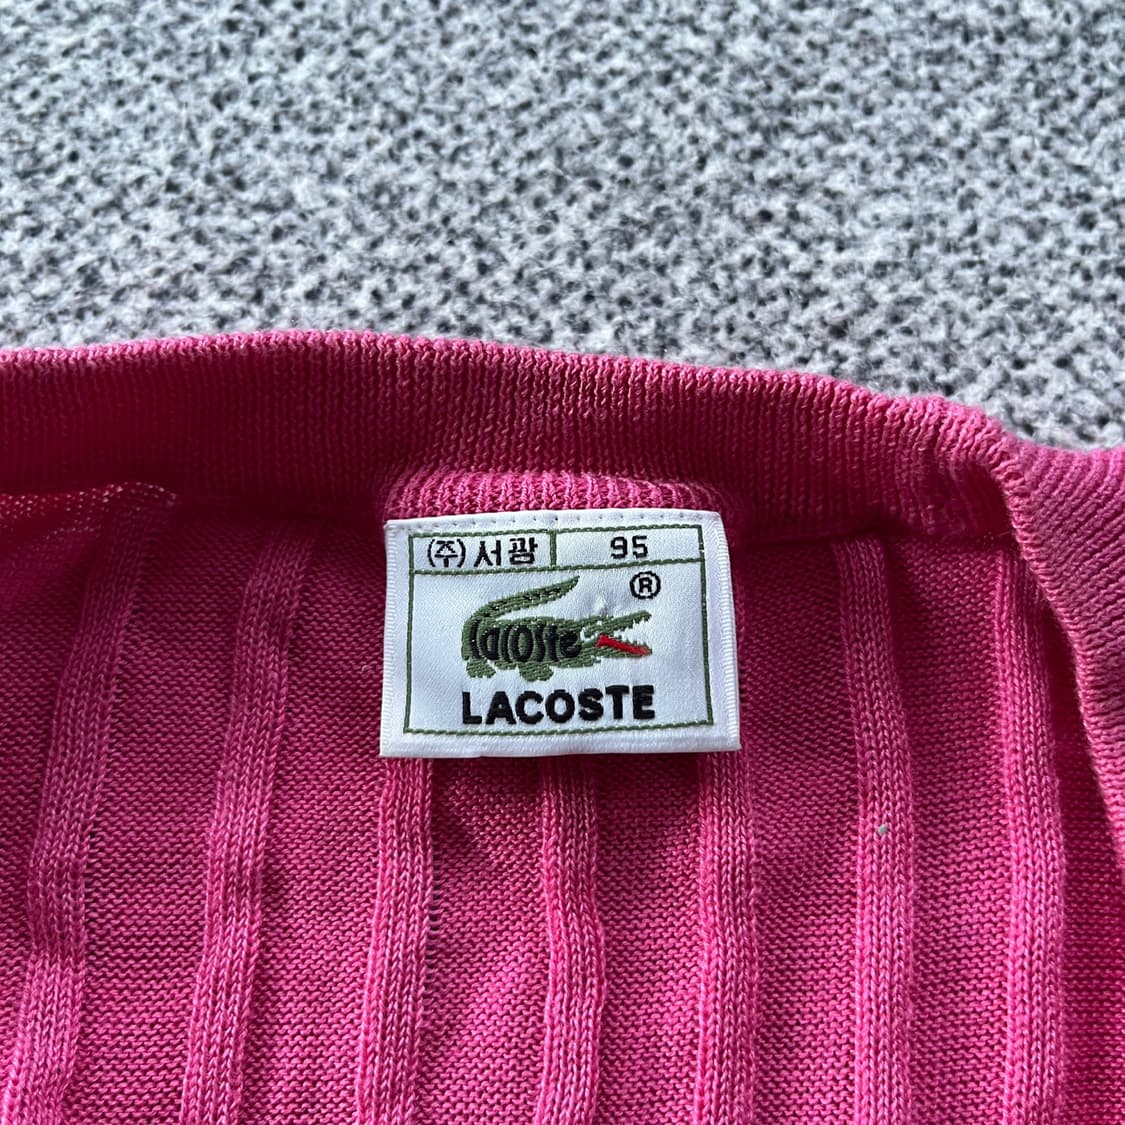 (주)서광 95
®
Lacoste
LACOSTE